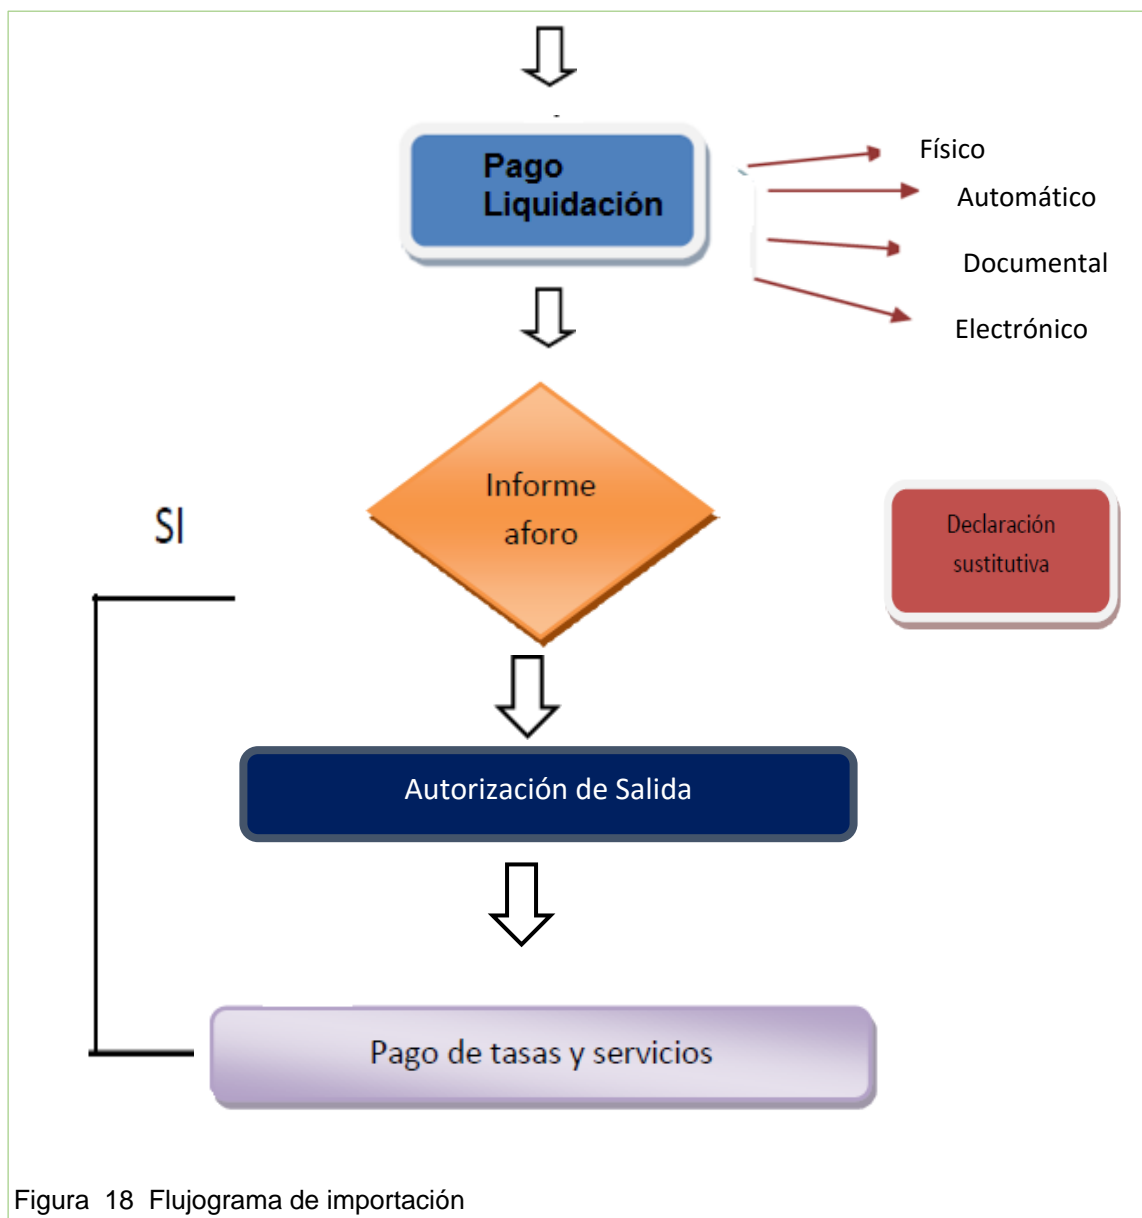 Pago
Liquidación
Físico
Automático
Documental
Electrónico
Informe
aforo
SI
Declaración
sustitutiva
Autorización de Salida
Pago de tasas y servicios
Figura 18 Flujograma de importación